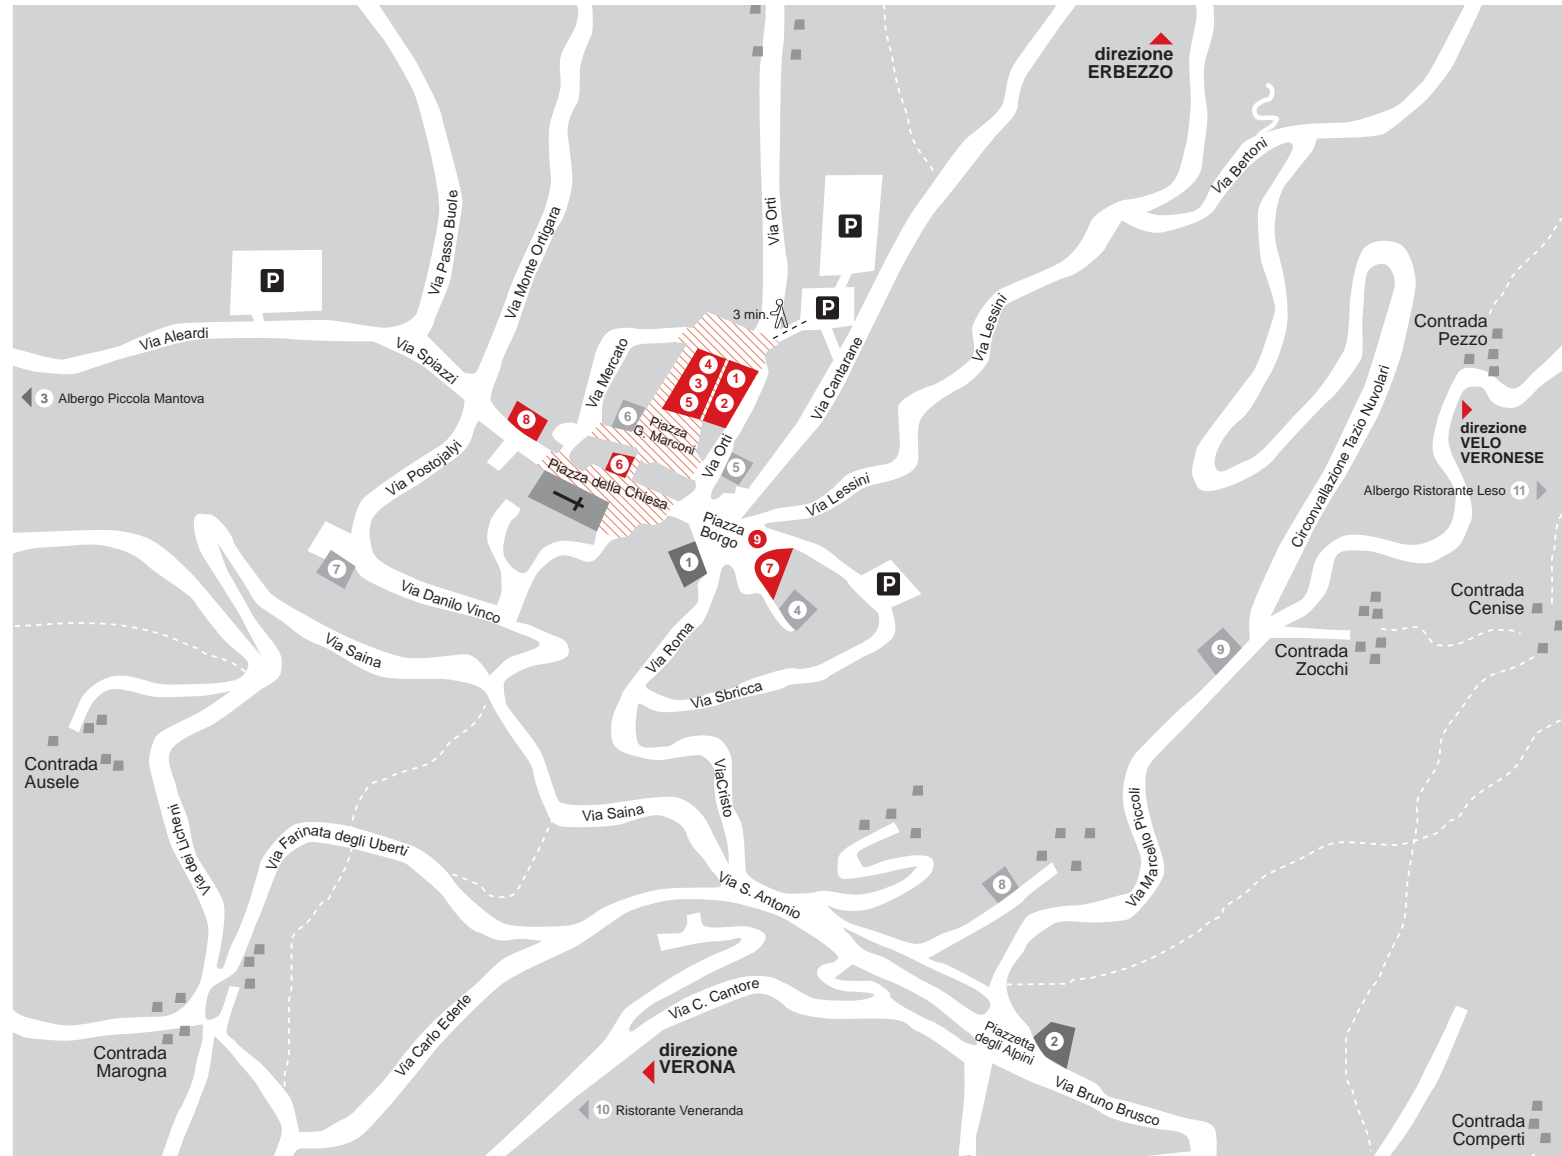 direzione
ERBEZZO
Via Bertoni
Via Passo Buole
Via Monte Ortigara
Via Orti
P
P
P
3 min.
Via Aleardi
Via Spiazzi
Via Mercato
Via Cantarane
Via Lessini
Circonvallazione Tazio Nuvolari
Contrada
Pezzo
direzione
VELO
VERONESE
Albergo Ristorante Leso 11
3 Albergo Piccola Mantova
4
1
3
5
2
8
6
Piazza
G. Marconi
6
Via Orti
5
Via Postojalyi
Piazza della Chiesa
Via Lessini
Piazza
Borgo
9
1
7
4
P
7
Via Danilo Vinco
Via Saina
Via Roma
Via Sbricca
Contrada
Cenise
9
Contrada
Zocchi
Contrada
Ausele
ViaCristo
Via Saina
Via dei Licheni
Via Farinata degli Uberti
Via Marcello Piccoli
Via S. Antonio
8
Via C. Cantore
Via Carlo Ederle
Contrada
Marogna
direzione
VERONA
10 Ristorante Veneranda
Piazzetta
degli Alpini
2
Via Bruno Brusco
Contrada
Comperti